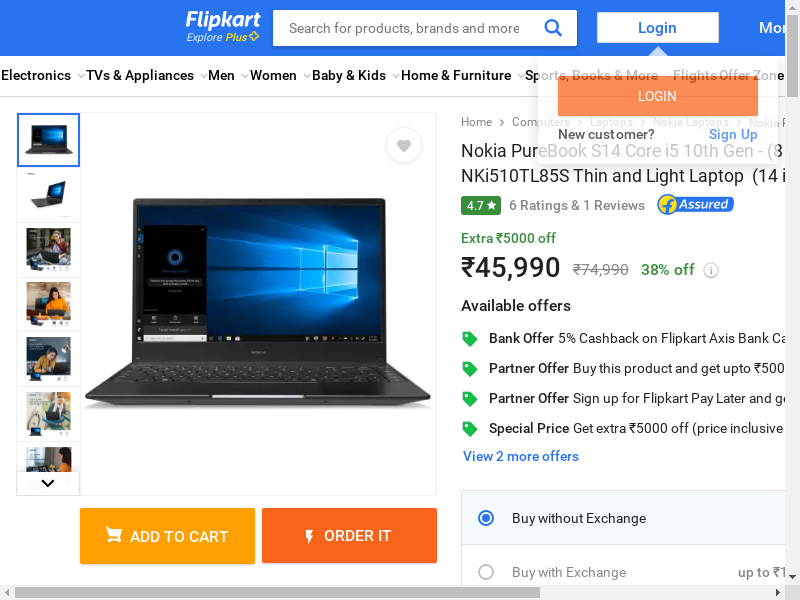 Flipkart
Explore Plus
Search for products, brands and more
Login
Electronics TVs & Appliances Men Women Baby & Kids Home & Furniture Sports, Books & More Flights Offer Zone
LOGIN
New customer? Sign Up
Home Computers Laptops Nokia Laptops Nokia
Nokia PureBook S14 Core i5 10th Gen - (8
NKi510TL85S Thin and Light Laptop (14
4.7 6 Ratings & 1 Reviews Assured
Extra ₹5000 off
₹45,990 ₹74,990 38% off i
Available offers
Bank Offer 5% Cashback on Flipkart Axis Bank
Partner Offer Buy this product and get upto ₹500
Partner Offer Sign up for Flipkart Pay Later and
Special Price Get extra ₹5000 off (price inclusive
View 2 more offers
Buy without Exchange
Buy with Exchange up to ₹1
ADD TO CART
ORDER IT